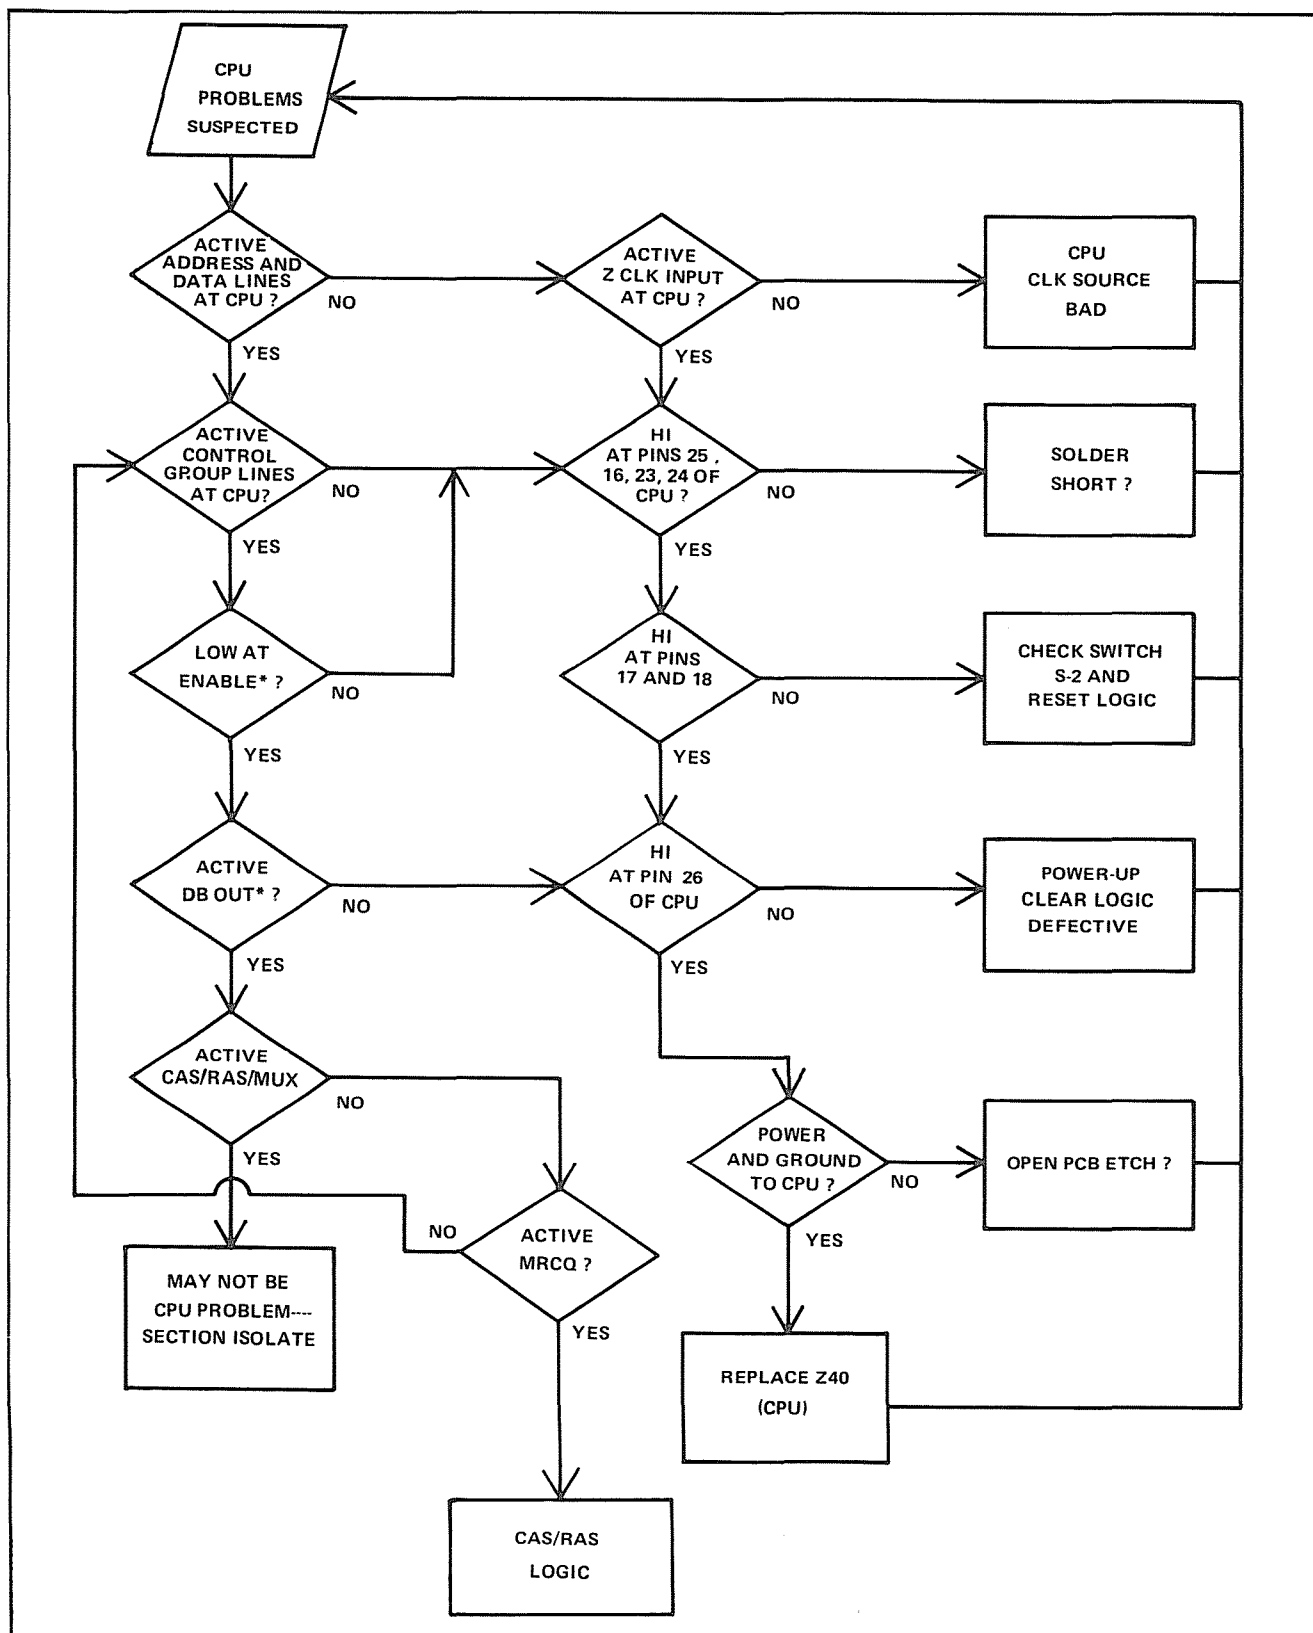 CPU
PROBLEMS
SUSPECTED
ACTIVE
ADDRESS AND
DATA LINES
AT CPU ?
NO
YES
ACTIVE
Z CLK INPUT
AT CPU ?
NO
YES
CPU
CLK SOURCE
BAD
ACTIVE
CONTROL
GROUP LINES
AT CPU?
NO
YES
HI
AT PINS 25 ,
16, 23, 24 OF
CPU ?
NO
YES
SOLDER
SHORT ?
LOW AT
ENABLE* ?
NO
YES
HI
AT PINS
17 AND 18
NO
YES
CHECK SWITCH
S-2 AND
RESET LOGIC
ACTIVE
DB OUT* ?
NO
YES
HI
AT PIN 26
OF CPU
NO
YES
POWER-UP
CLEAR LOGIC
DEFECTIVE
ACTIVE
CAS/RAS/MUX
NO
YES
POWER
AND GROUND
TO CPU ?
NO
YES
OPEN PCB ETCH ?
ACTIVE
MRCQ ?
NO
YES
MAY NOT BE
CPU PROBLEM----
SECTION ISOLATE
REPLACE Z40
(CPU)
CAS/RAS
LOGIC